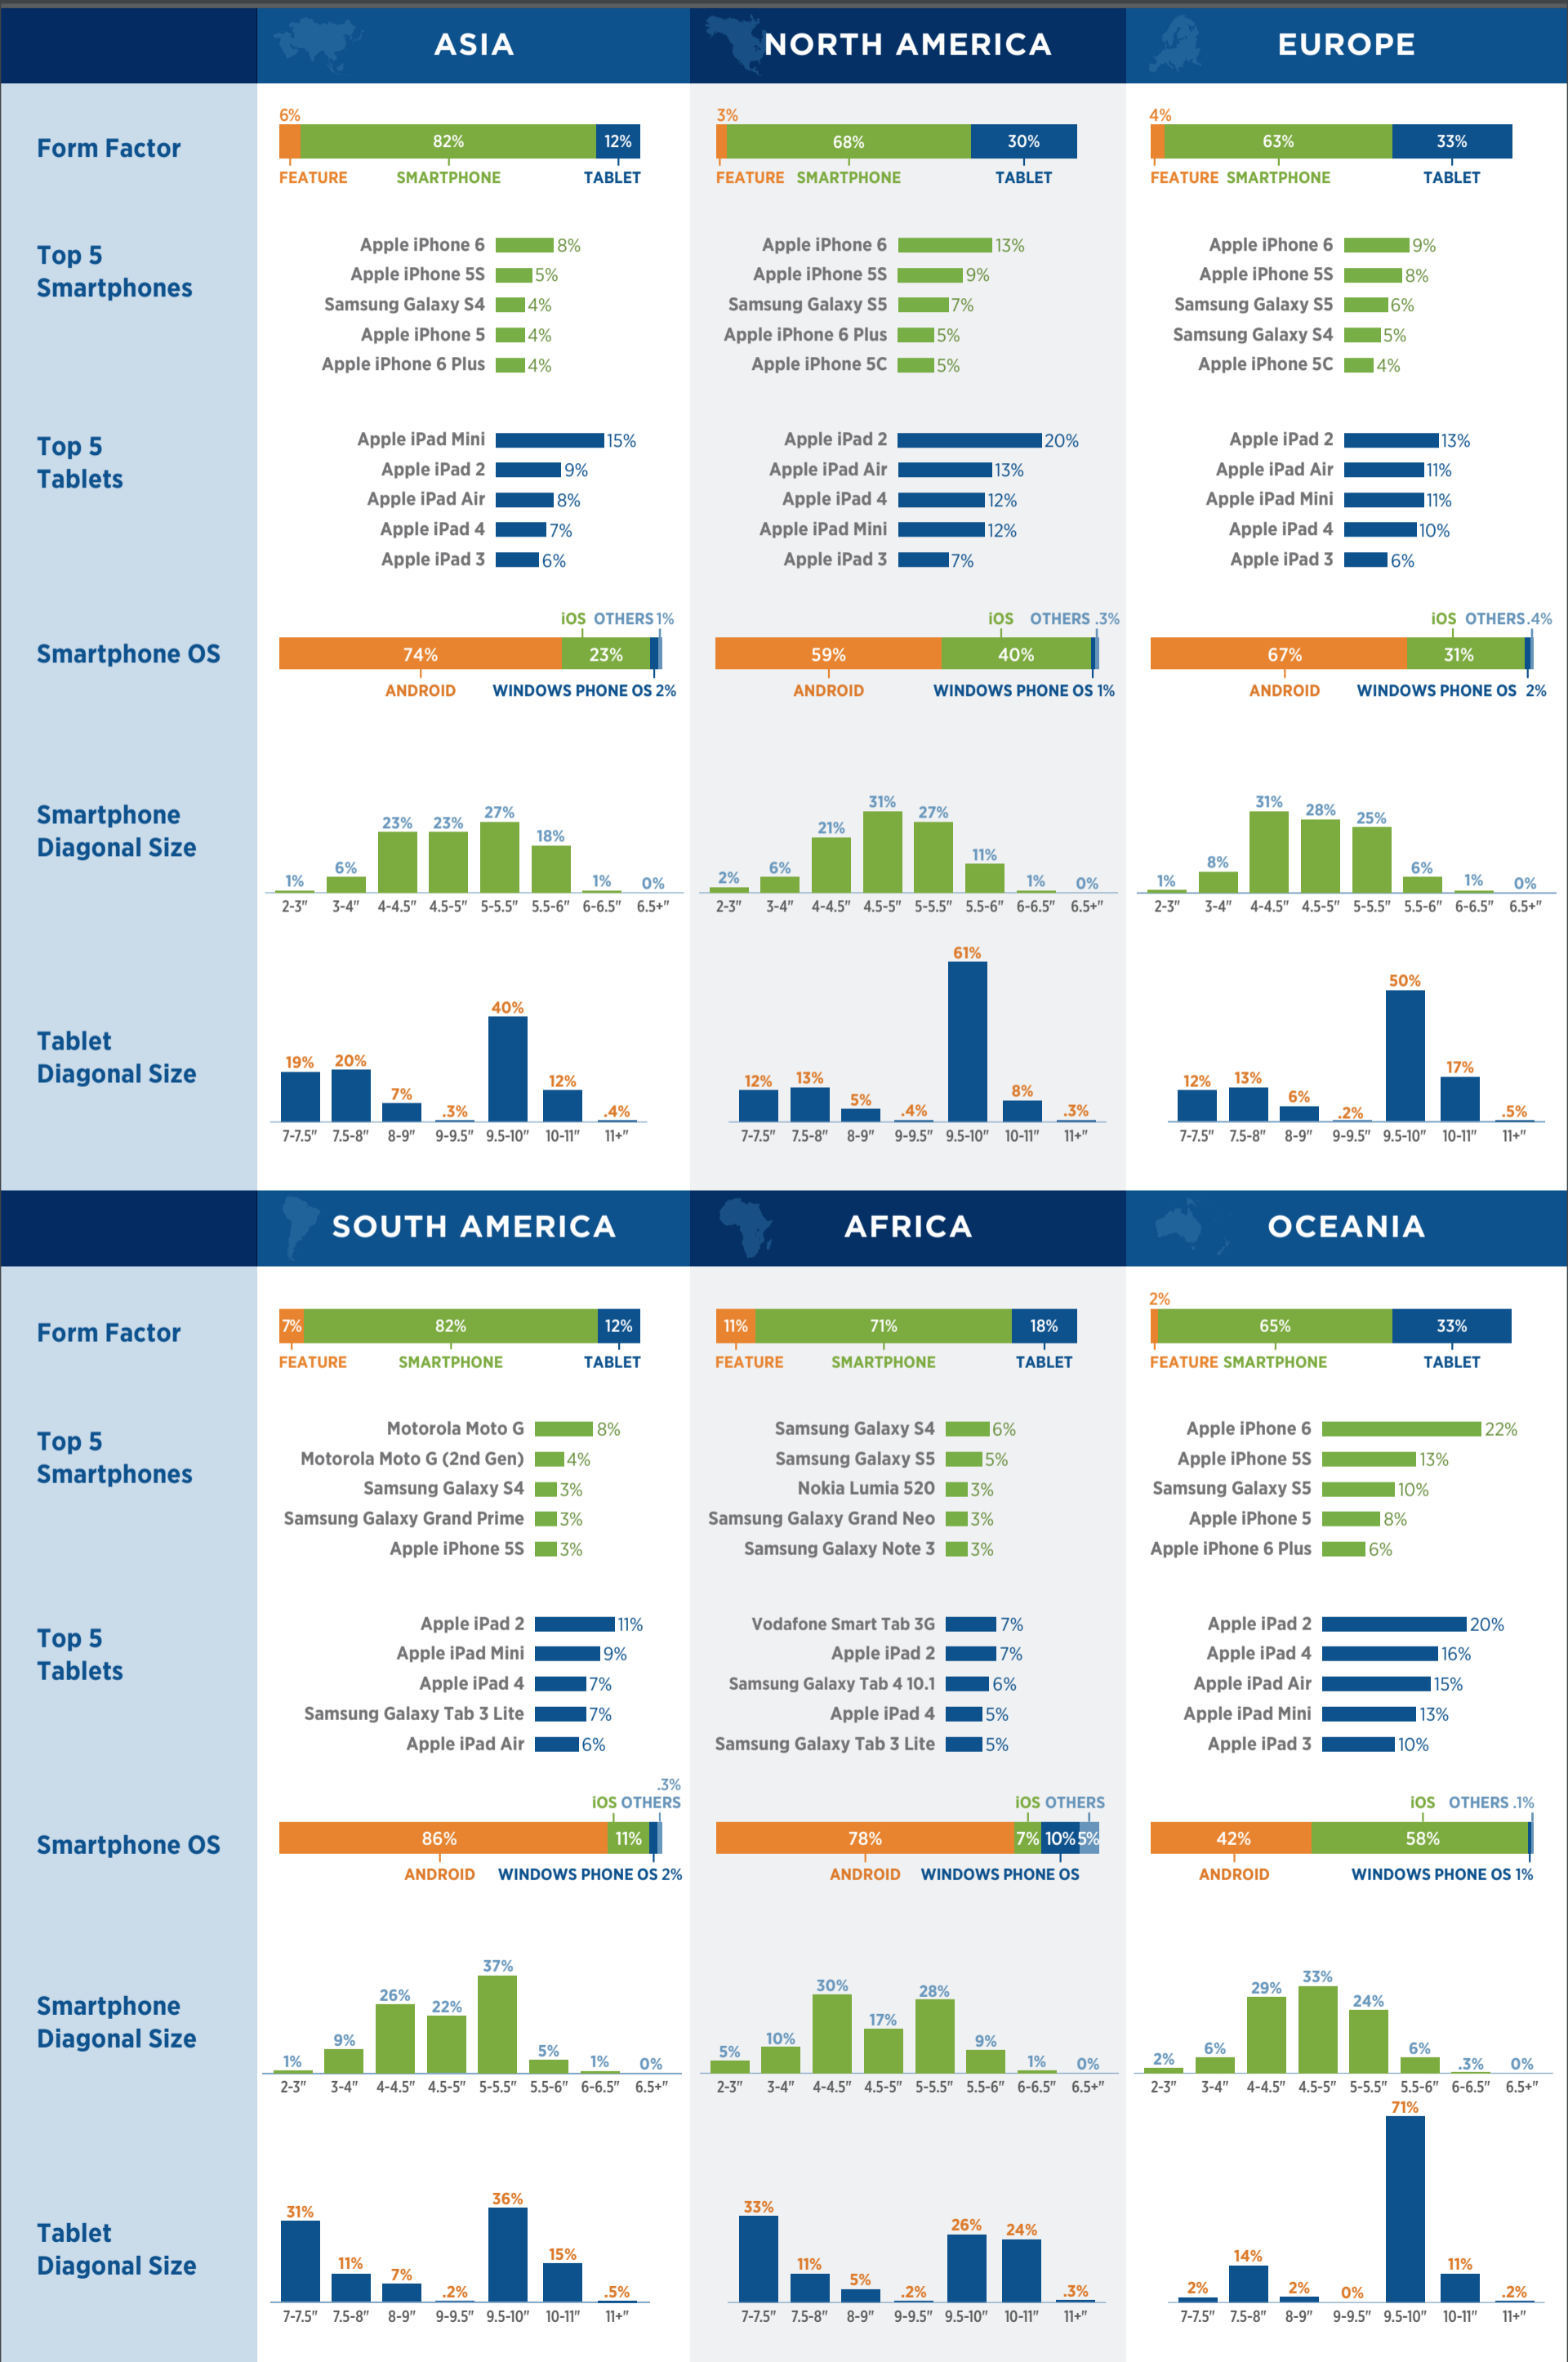 ASIA
NORTH AMERICA
EUROPE
Form Factor
6%
82%
12%
FEATURE SMARTPHONE TABLET
3%
68%
30%
FEATURE SMARTPHONE TABLET
4%
63%
33%
FEATURE SMARTPHONE TABLET
Top 5
Smartphones
Apple iPhone 6 8%
Apple iPhone 5S 5%
Samsung Galaxy S4 4%
Apple iPhone 5 4%
Apple iPhone 6 Plus 4%
Apple iPhone 6 13%
Apple iPhone 5S 9%
Samsung Galaxy S5 7%
Apple iPhone 6 Plus 5%
Apple iPhone 5C 5%
Apple iPhone 6 9%
Apple iPhone 5S 8%
Samsung Galaxy S5 6%
Samsung Galaxy S4 5%
Apple iPhone 5C 4%
Top 5
Tablets
Apple iPad Mini 15%
Apple iPad 2 9%
Apple iPad Air 8%
Apple iPad 4 7%
Apple iPad 3 6%
Apple iPad 2 20%
Apple iPad Air 13%
Apple iPad 4 12%
Apple iPad Mini 12%
Apple iPad 3 7%
Apple iPad 2 13%
Apple iPad Air 11%
Apple iPad Mini 11%
Apple iPad 4 10%
Apple iPad 3 6%
Smartphone OS
iOS OTHERS 1%
74% 23%
ANDROID WINDOWS PHONE OS 2%
iOS OTHERS .3%
59% 40%
ANDROID WINDOWS PHONE OS 1%
iOS OTHERS .4%
67% 31%
ANDROID WINDOWS PHONE OS 2%
Smartphone
Diagonal Size
1% 6% 23% 23% 27% 18% 1% 0%
2-3" 3-4" 4-4.5" 4.5-5" 5-5.5" 5.5-6" 6-6.5" 6.5+"
2% 6% 21% 31% 27% 11% 1% 0%
2-3" 3-4" 4-4.5" 4.5-5" 5-5.5" 5.5-6" 6-6.5" 6.5+"
1% 8% 31% 28% 25% 6% 1% 0%
2-3" 3-4" 4-4.5" 4.5-5" 5-5.5" 5.5-6" 6-6.5" 6.5+"
Tablet
Diagonal Size
19% 20% 7% .3% 40% 12% .4%
7-7.5" 7.5-8" 8-9" 9-9.5" 9.5-10" 10-11" 11+"
12% 13% 5% .4% 61% 8% .3%
7-7.5" 7.5-8" 8-9" 9-9.5" 9.5-10" 10-11" 11+"
12% 13% 6% .2% 50% 17% .5%
7-7.5" 7.5-8" 8-9" 9-9.5" 9.5-10" 10-11" 11+"
SOUTH AMERICA
AFRICA
OCEANIA
Form Factor
7% 82% 12%
FEATURE SMARTPHONE TABLET
11% 71% 18%
FEATURE SMARTPHONE TABLET
2%
65% 33%
FEATURE SMARTPHONE TABLET
Top 5
Smartphones
Motorola Moto G 8%
Motorola Moto G (2nd Gen) 4%
Samsung Galaxy S4 3%
Samsung Galaxy Grand Prime 3%
Apple iPhone 5S 3%
Samsung Galaxy S4 6%
Samsung Galaxy S5 5%
Nokia Lumia 520 3%
Samsung Galaxy Grand Neo 3%
Samsung Galaxy Note 3 3%
Apple iPhone 6 22%
Apple iPhone 5S 13%
Samsung Galaxy S5 10%
Apple iPhone 5 8%
Apple iPhone 6 Plus 6%
Top 5
Tablets
Apple iPad 2 11%
Apple iPad Mini 9%
Apple iPad 4 7%
Samsung Galaxy Tab 3 Lite 7%
Apple iPad Air 6%
Vodafone Smart Tab 3G 7%
Apple iPad 2 7%
Samsung Galaxy Tab 4 10.1 6%
Apple iPad 4 5%
Samsung Galaxy Tab 3 Lite 5%
Apple iPad 2 20%
Apple iPad 4 16%
Apple iPad Air 15%
Apple iPad Mini 13%
Apple iPad 3 10%
Smartphone OS
.3%
iOS OTHERS
86% 11%
ANDROID WINDOWS PHONE OS 2%
iOS OTHERS
78% 7% 10% 5%
ANDROID WINDOWS PHONE OS
iOS OTHERS .1%
42% 58%
ANDROID WINDOWS PHONE OS 1%
Smartphone
Diagonal Size
1% 9% 26% 22% 37% 5% 1% 0%
2-3" 3-4" 4-4.5" 4.5-5" 5-5.5" 5.5-6" 6-6.5" 6.5+"
5% 10% 30% 17% 28% 9% 1% 0%
2-3" 3-4" 4-4.5" 4.5-5" 5-5.5" 5.5-6" 6-6.5" 6.5+"
2% 6% 29% 33% 24% 6% .3% 0%
2-3" 3-4" 4-4.5" 4.5-5" 5-5.5" 5.5-6" 6-6.5" 6.5+"
Tablet
Diagonal Size
31% 11% 7% .2% 36% 15% .5%
7-7.5" 7.5-8" 8-9" 9-9.5" 9.5-10" 10-11" 11+"
33% 11% 5% .2% 26% 24% .3%
7-7.5" 7.5-8" 8-9" 9-9.5" 9.5-10" 10-11" 11+"
2% 14% 2% 0% 71% 11% .2%
7-7.5" 7.5-8" 8-9" 9-9.5" 9.5-10" 10-11" 11+"